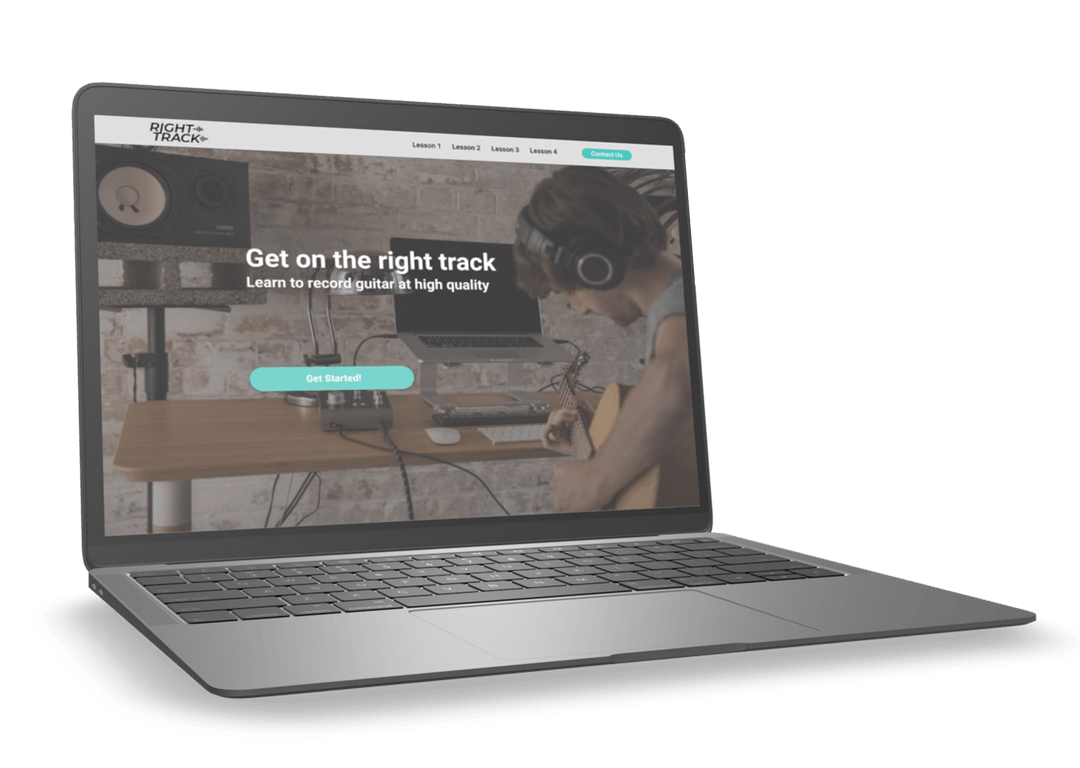 RIGHT
TRACK
Lesson 1 Lesson 2 Lesson 3 Lesson 4 Contact Us
Get on the right track
Learn to record guitar at high quality
Get Started!